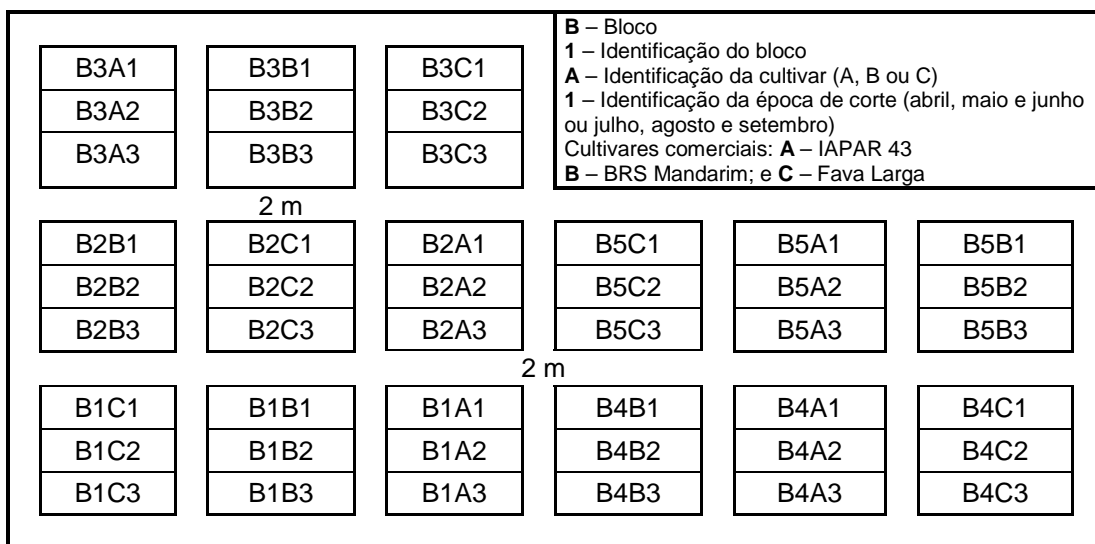 B – Bloco
1 – Identificação do bloco
A – Identificação da cultivar (A, B ou C)
1 – Identificação da época de corte (abril, maio e junho
ou julho, agosto e setembro)
Cultivares comerciais: A – IAPAR 43
B – BRS Mandarim; e C – Fava Larga
B3A1 B3B1 B3C1
B3A2 B3B2 B3C2
B3A3 B3B3 B3C3
2 m
B2B1 B2C1 B2A1 B5C1 B5A1 B5B1
B2B2 B2C2 B2A2 B5C2 B5A2 B5B2
B2B3 B2C3 B2A3 B5C3 B5A3 B5B3
2 m
B1C1 B1B1 B1A1 B4B1 B4A1 B4C1
B1C2 B1B2 B1A2 B4B2 B4A2 B4C2
B1C3 B1B3 B1A3 B4B3 B4A3 B4C3